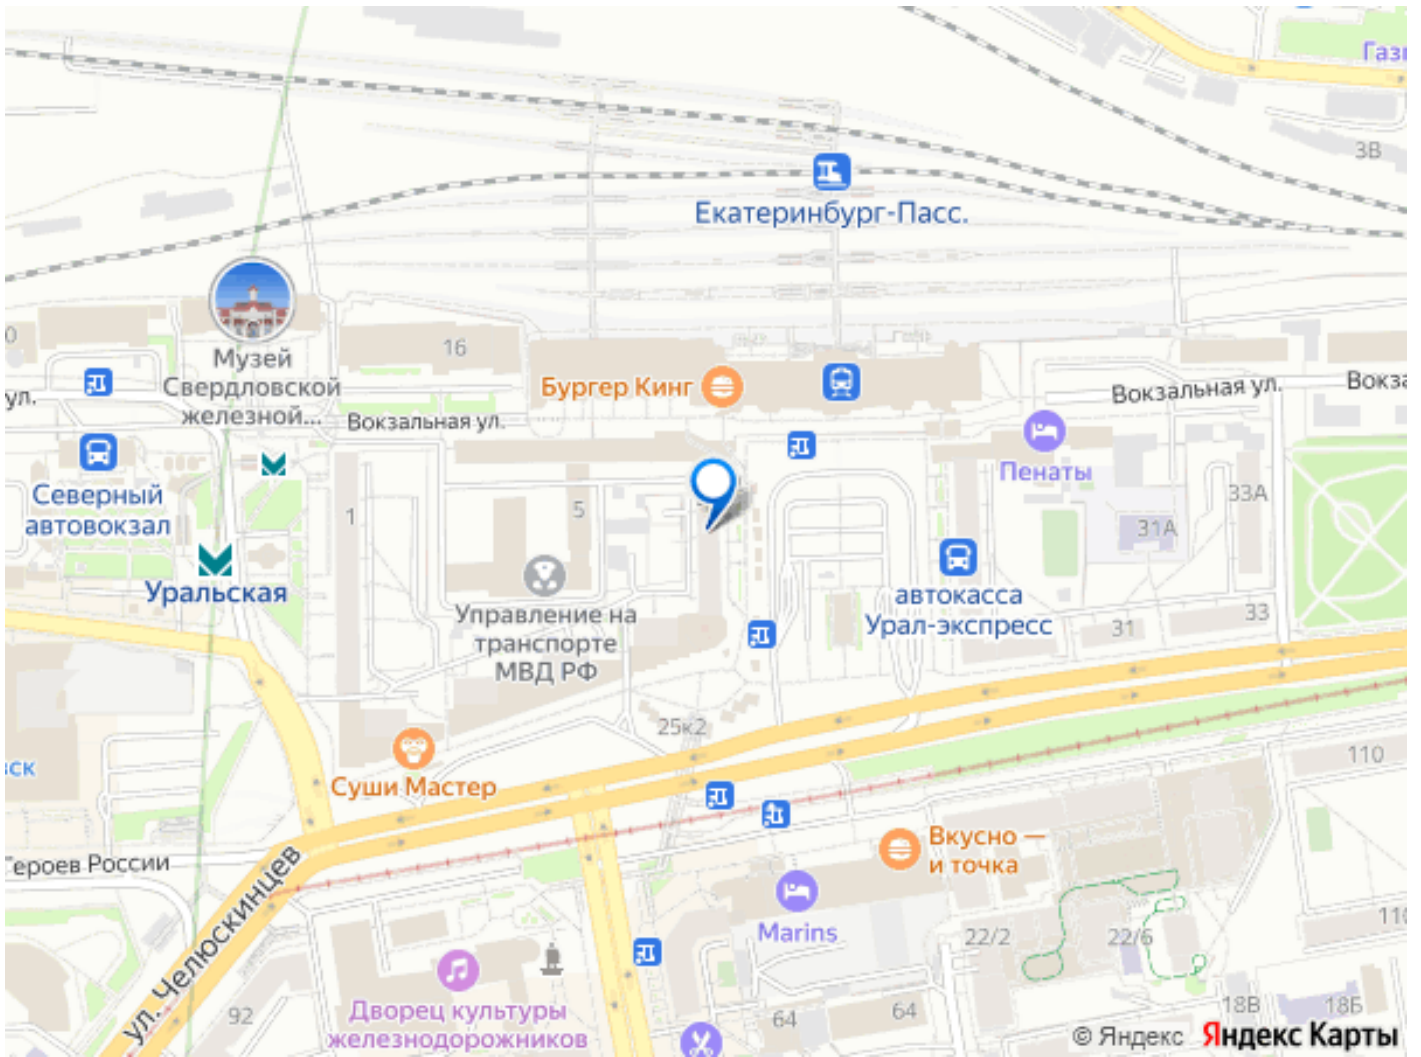 Газ
3В
Екатеринбург-Пасс.
Музей
Свердловской
железной...
16
Бургер Кинг
Вокзальная ул.
Вокза
ул.
Вокзальная ул.
Пенаты
Северный
автовокзал
1
5
33А
31А
Уральская
Управление на
транспорте
МВД РФ
автокасса
Урал-экспресс
31
33
25к2
110
ск
Суши Мастер
Героев России
Вкусно —
и точка
Marins
22/2
22/6
110
ул. Челюскинцев
Дворец культуры
железнодорожников
92
64
64
18В
18Б
© Яндекс Яндекс Карты